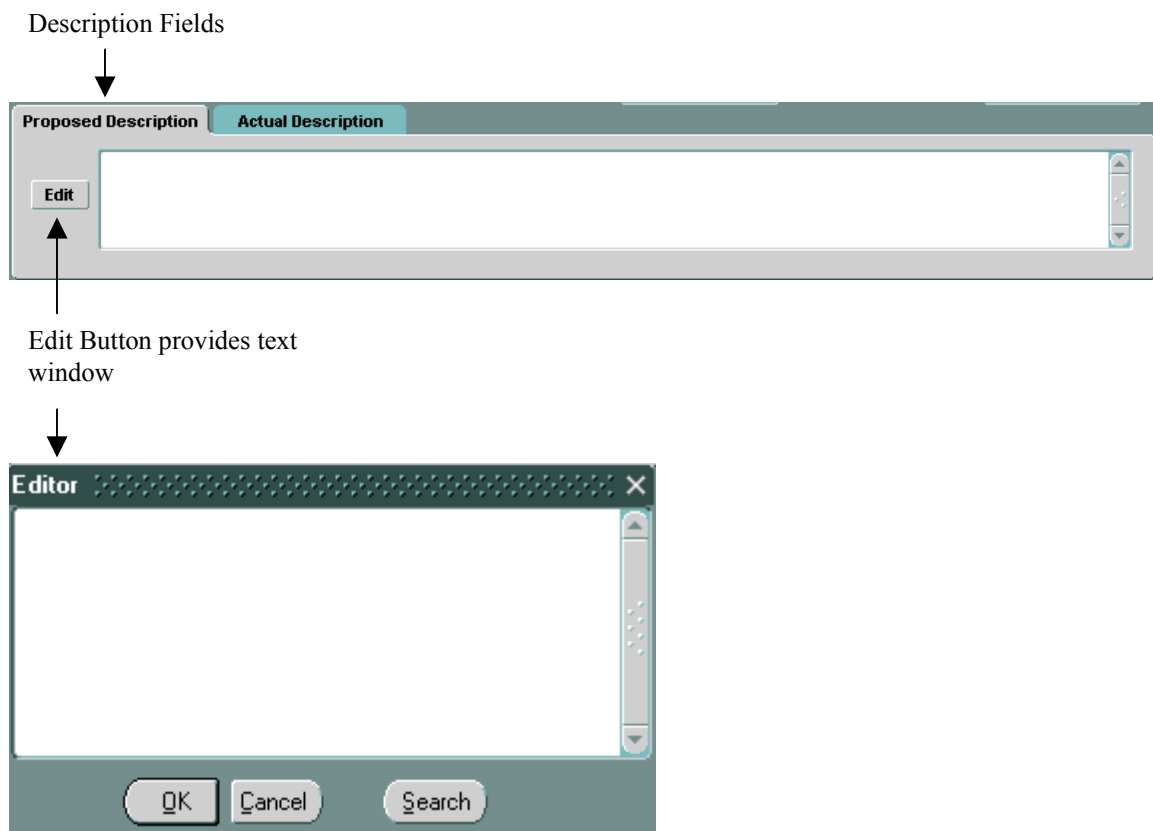 Description Fields
Proposed Description Actual Description
Edit
Edit Button provides text
window
Editor
OK Cancel Search